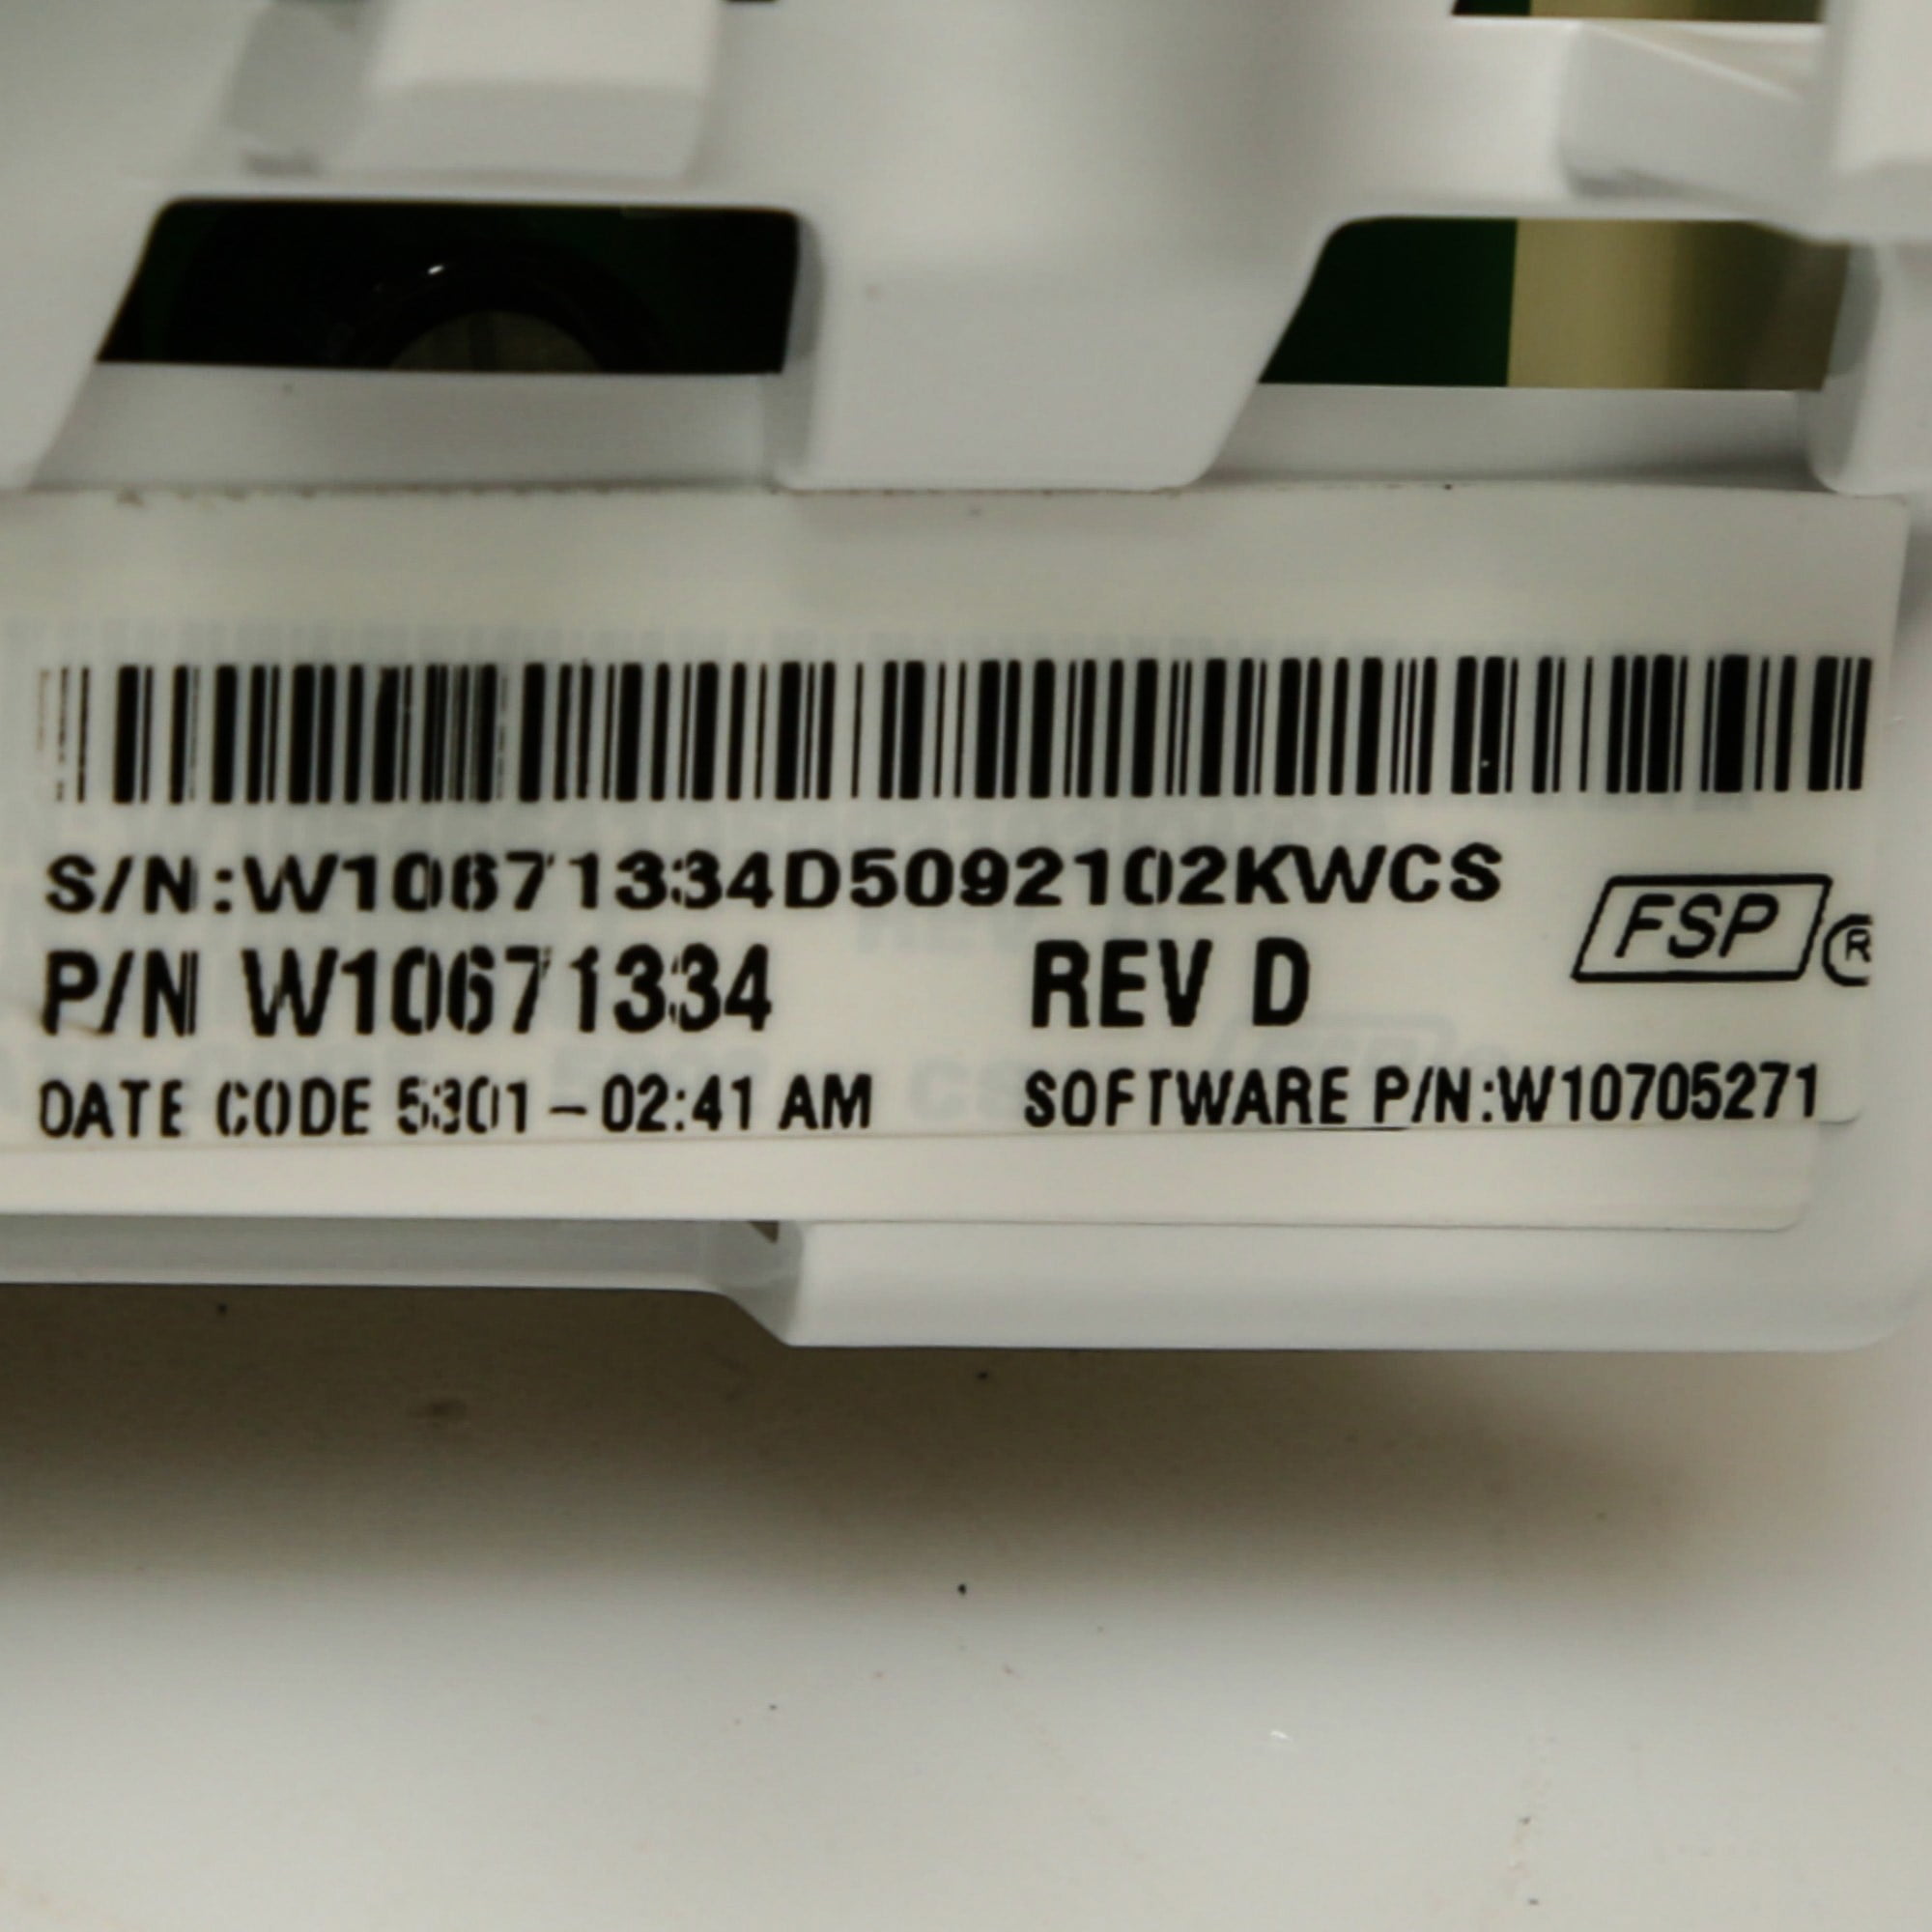 S/N:W10671334D5092102KWCS
P/N W10671334 REV D
FSP ®
DATE CODE 5301-02:41 AM SOFTWARE P/N:W10705271